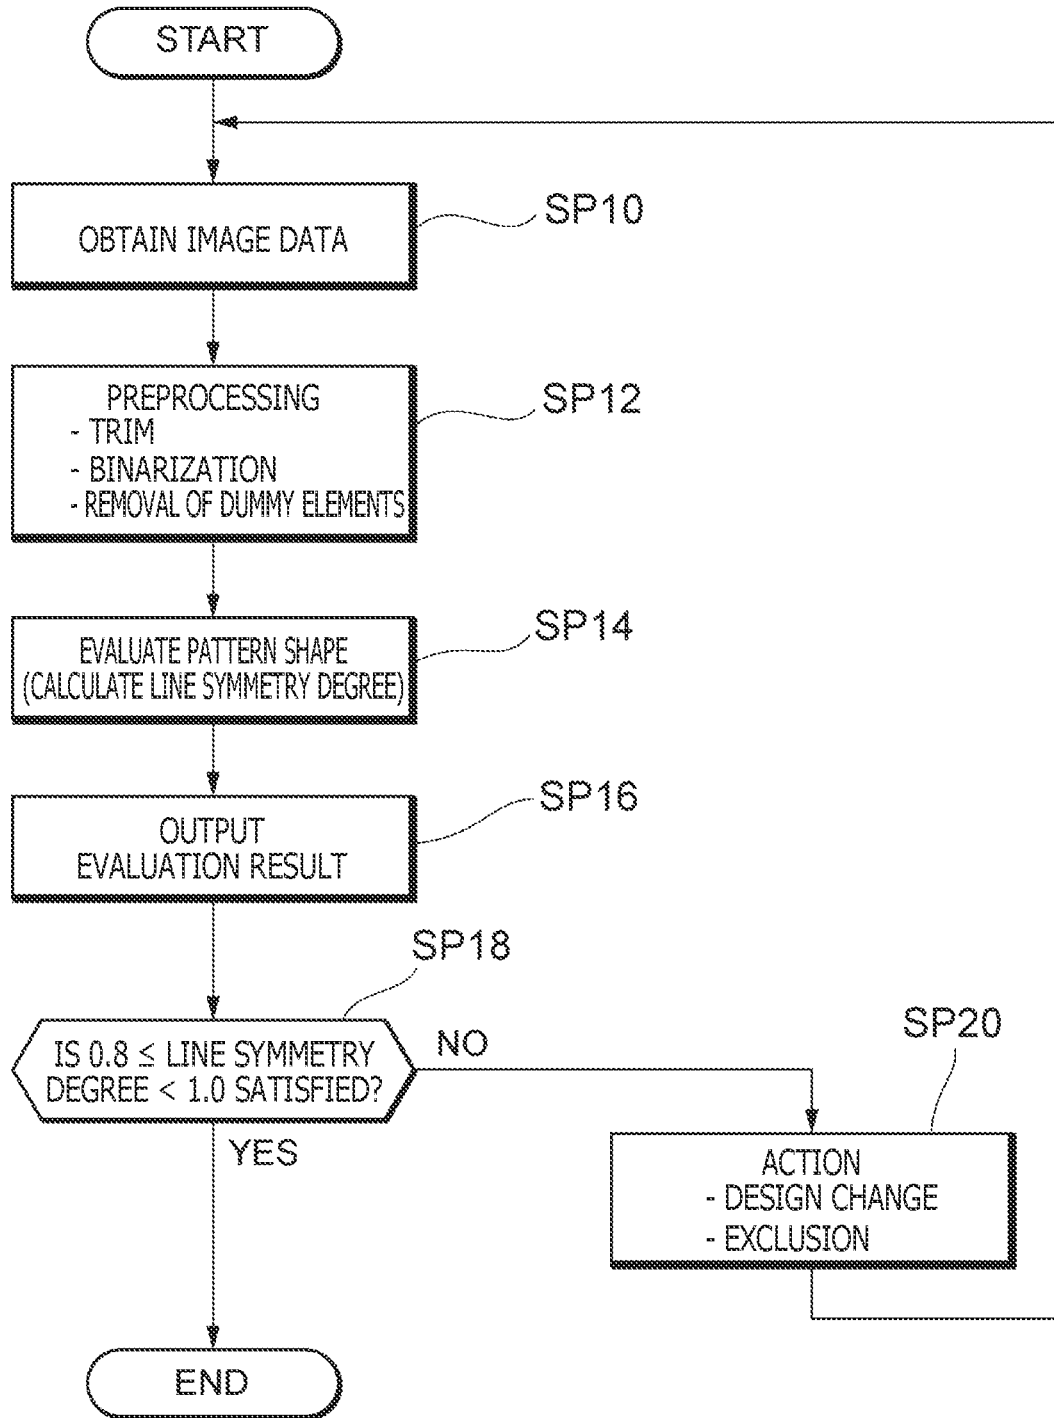 START
OBTAIN IMAGE DATA
SP10
PREPROCESSING
- TRIM
- BINARIZATION
- REMOVAL OF DUMMY ELEMENTS
SP12
EVALUATE PATTERN SHAPE
(CALCULATE LINE SYMMETRY DEGREE)
SP14
OUTPUT
EVALUATION RESULT
SP16
SP18
IS 0.8 ≤ LINE SYMMETRY
DEGREE < 1.0 SATISFIED?
NO
YES
SP20
ACTION
- DESIGN CHANGE
- EXCLUSION
END